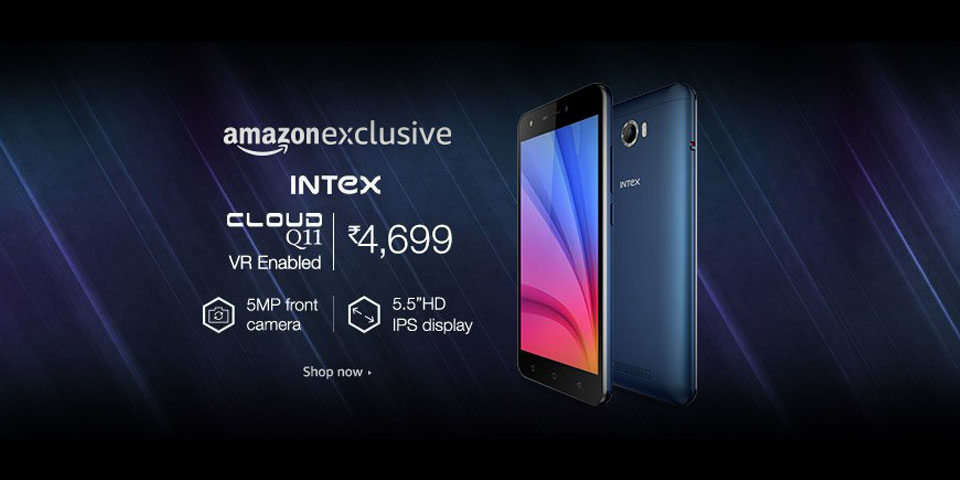 amazonexclusive
INTEX
CLOUD
Q11
VR Enabled
₹4,699
5MP front
camera
5.5”HD
IPS display
Shop now ›
INTEX